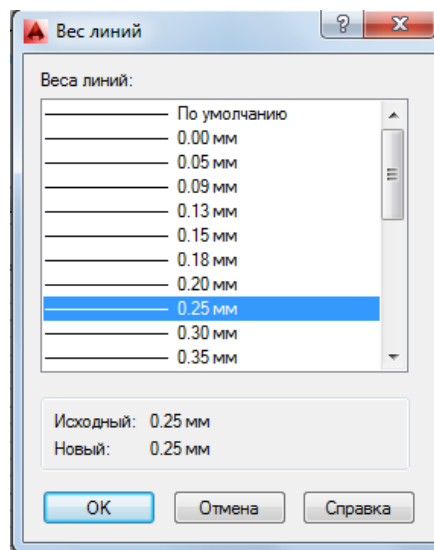 Вес линий
Веса линий:
По умолчанию
0.00 мм
0.05 мм
0.09 мм
0.13 мм
0.15 мм
0.18 мм
0.20 мм
0.25 мм
0.30 мм
0.35 мм
Исходный: 0.25 мм
Новый: 0.25 мм
OK Отмена Справка